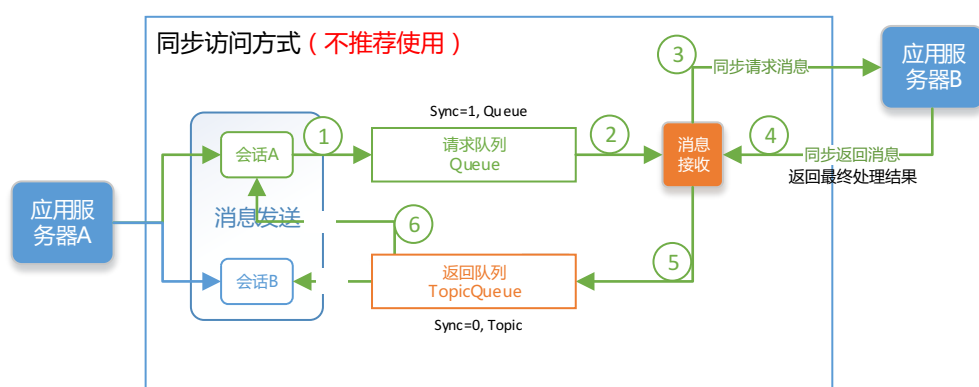 同步访问方式（不推荐使用）
3
同步请求消息
应用服
务器B
Sync=1, Queue
1
请求队列
Queue
2
消息
接收
4
会话A
同步返回消息
返回最终处理结果
应用服
务器A
消息发送
6
会话B
返回队列
TopicQueue
5
Sync=0, Topic